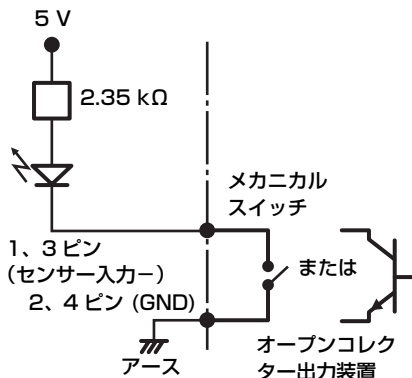 5 V
2.35 kΩ
メカニカル
スイッチ
1、3 ピン
(センサー入力−)
または
2、4 ピン (GND)
アース
オープンコレク
ター出力装置